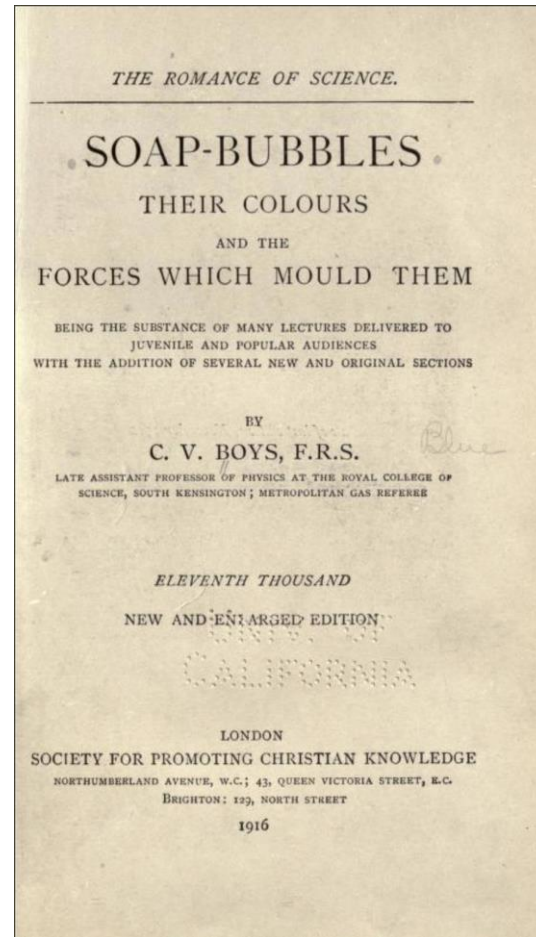 THE ROMANCE OF SCIENCE.
SOAP-BUBBLES
THEIR COLOURS
AND THE
FORCES WHICH MOULD THEM
BEING THE SUBSTANCE OF MANY LECTURES DELIVERED TO
JUVENILE AND POPULAR AUDIENCES
WITH THE ADDITION OF SEVERAL NEW AND ORIGINAL SECTIONS
BY
C. V. BOYS, F.R.S.
Blue
LATE ASSISTANT PROFESSOR OF PHYSICS AT THE ROYAL COLLEGE OF
SCIENCE, SOUTH KENSINGTON; METROPOLITAN GAS REFEREE
ELEVENTH THOUSAND
NEW AND ENLARGED EDITION
UNIV. OF
CALIFORNIA
LONDON
SOCIETY FOR PROMOTING CHRISTIAN KNOWLEDGE
NORTHUMBERLAND AVENUE, W.C.; 43, QUEEN VICTORIA STREET, E.C.
BRIGHTON: 129, NORTH STREET
1916